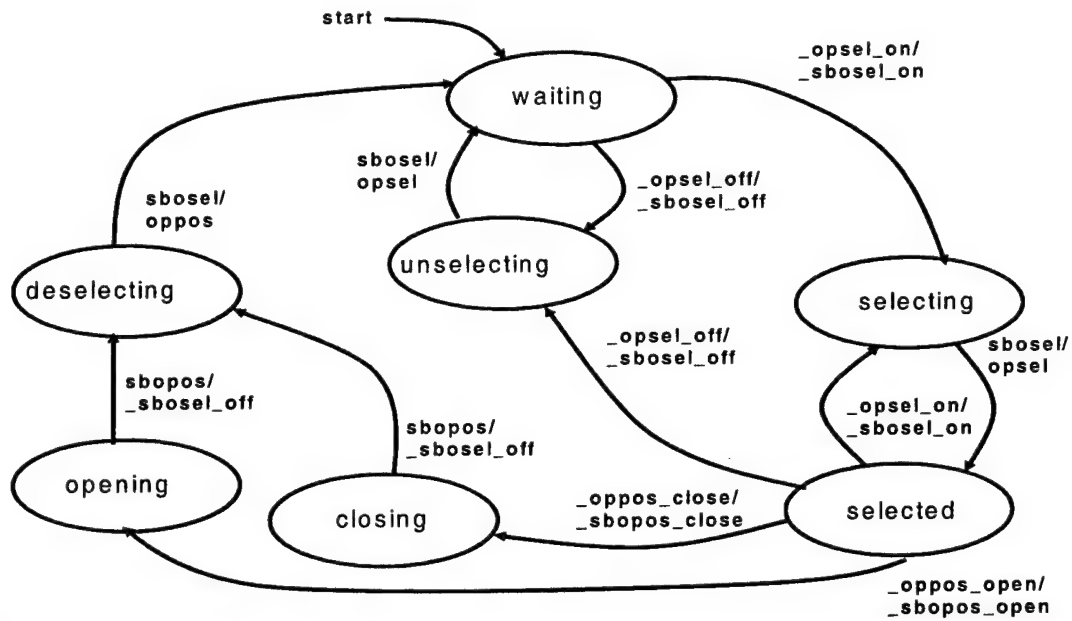 start
_opsel_on/
_sbosel_on
waiting
sbosel/
opsel
_opsel_off/
_sbosel_off
sbosel/
oppos
unselecting
deselecting
selecting
_opsel_off/
_sbosel_off
sbosel/
opsel
sbopos/
_sbosel_off
_opsel_on/
_sbosel_on
sbopos/
_sbosel_off
opening
closing
_oppos_close/
_sbopos_close
selected
_oppos_open/
_sbopos_open